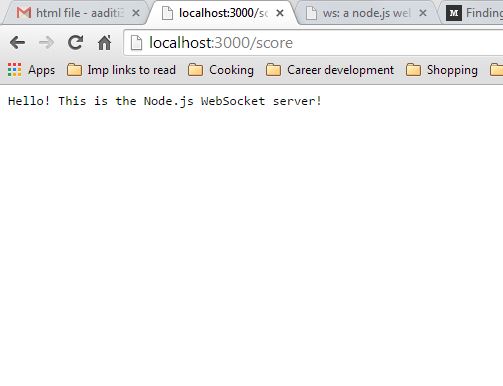 html file - aaditi3 localhost:3000/sc ws: a node.js wel M Finding
localhost:3000/score
Apps Imp links to read Cooking Career development Shopping
Hello! This is the Node.js WebSocket server!